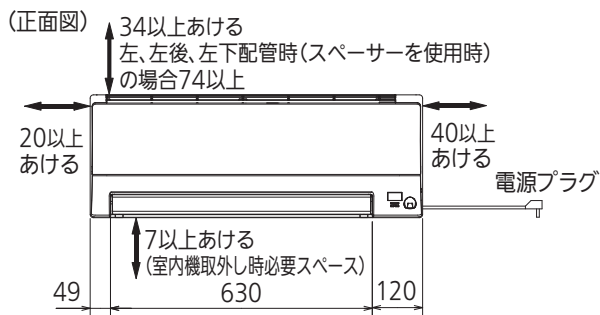 (正面図)
34以上あける
左、左後、左下配管時(スペーサーを使用時)
の場合74以上
20以上
あける
40以上
あける
電源プラグ
7以上あける
(室内機取外し時必要スペース)
49
630
120